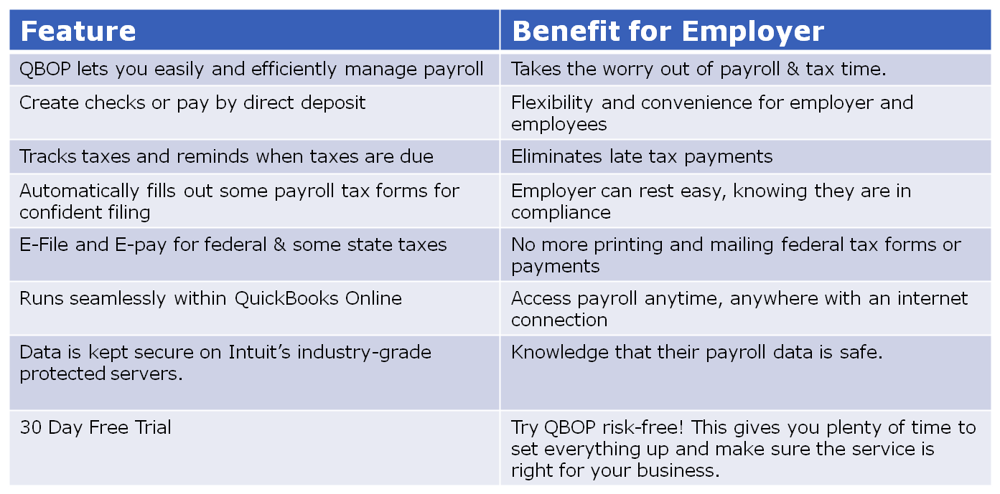 Feature
Benefit for Employer
QBOP lets you easily and efficiently manage payroll
Takes the worry out of payroll & tax time.
Create checks or pay by direct deposit
Flexibility and convenience for employer and
employees
Tracks taxes and reminds when taxes are due
Eliminates late tax payments
Automatically fills out some payroll tax forms for
confident filing
Employer can rest easy, knowing they are in
compliance
E-File and E-pay for federal & some state taxes
No more printing and mailing federal tax forms or
payments
Runs seamlessly within QuickBooks Online
Access payroll anytime, anywhere with an internet
connection
Data is kept secure on Intuit’s industry-grade
protected servers.
Knowledge that their payroll data is safe.
30 Day Free Trial
Try QBOP risk-free! This gives you plenty of time to
set everything up and make sure the service is
right for your business.